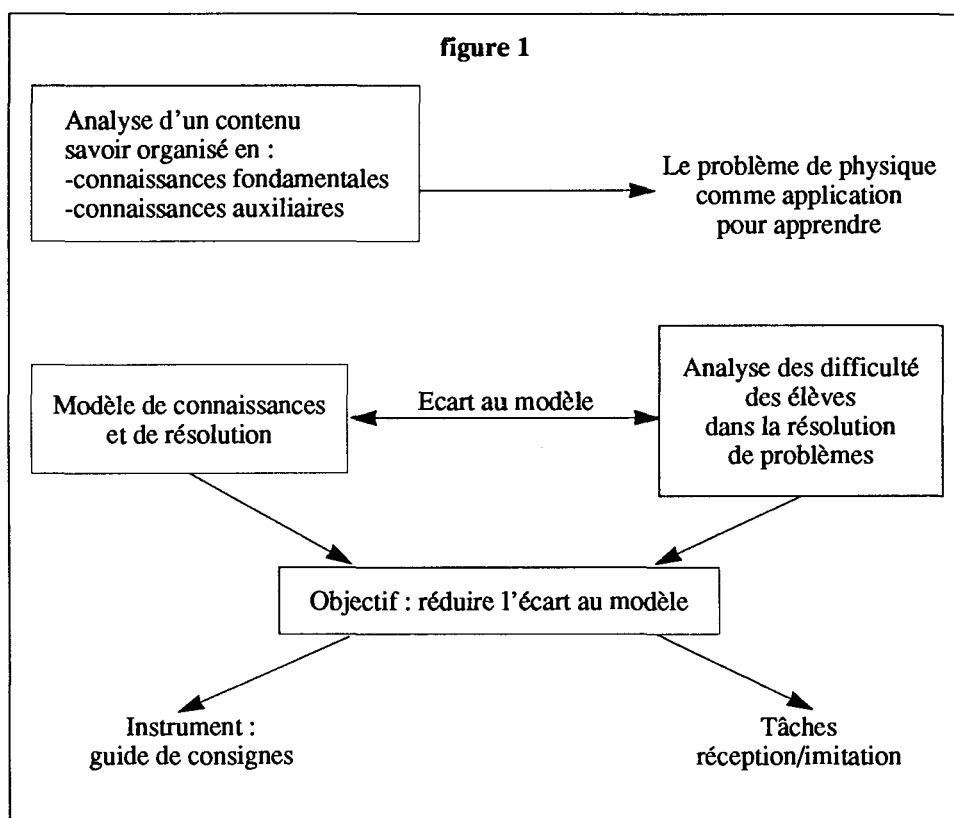 figure 1
Analyse d'un contenu
savoir organisé en :
-connaissances fondamentales
-connaissances auxiliaires
Le problème de physique
comme application
pour apprendre
Modèle de connaissances
et de résolution
Ecart au modèle
Analyse des difficulté
des élèves
dans la résolution
de problèmes
Objectif : réduire l'écart au modèle
Instrument :
guide de consignes
Tâches
réception/imitation